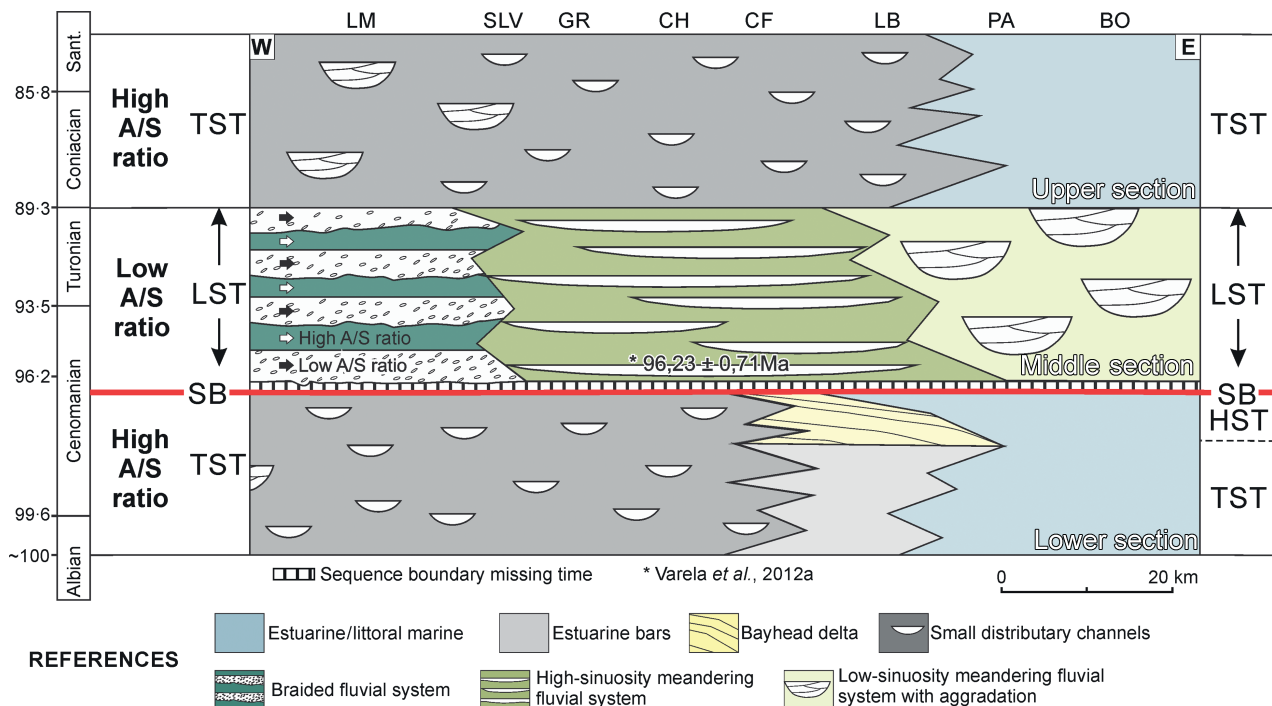 LM SLV GR CH CF LB PA BO
W E
Sant.
85·8
Coniacian
89·3
Turonian
93·5
96·2
Cenomanian
99·6
~100
Albian
High
A/S
ratio
TST
TST
Upper section
Low
A/S
ratio
LST
High A/S ratio
Low A/S ratio
* 96,23 ± 0,71Ma
LST
Middle section
SB
SB
HST
High
A/S
ratio
TST
TST
Lower section
Sequence boundary missing time
* Varela et al., 2012a
0 20 km
REFERENCES
Estuarine/littoral marine
Estuarine bars
Bayhead delta
Small distributary channels
Braided fluvial system
High-sinuosity meandering
fluvial system
Low-sinuosity meandering fluvial
system with aggradation